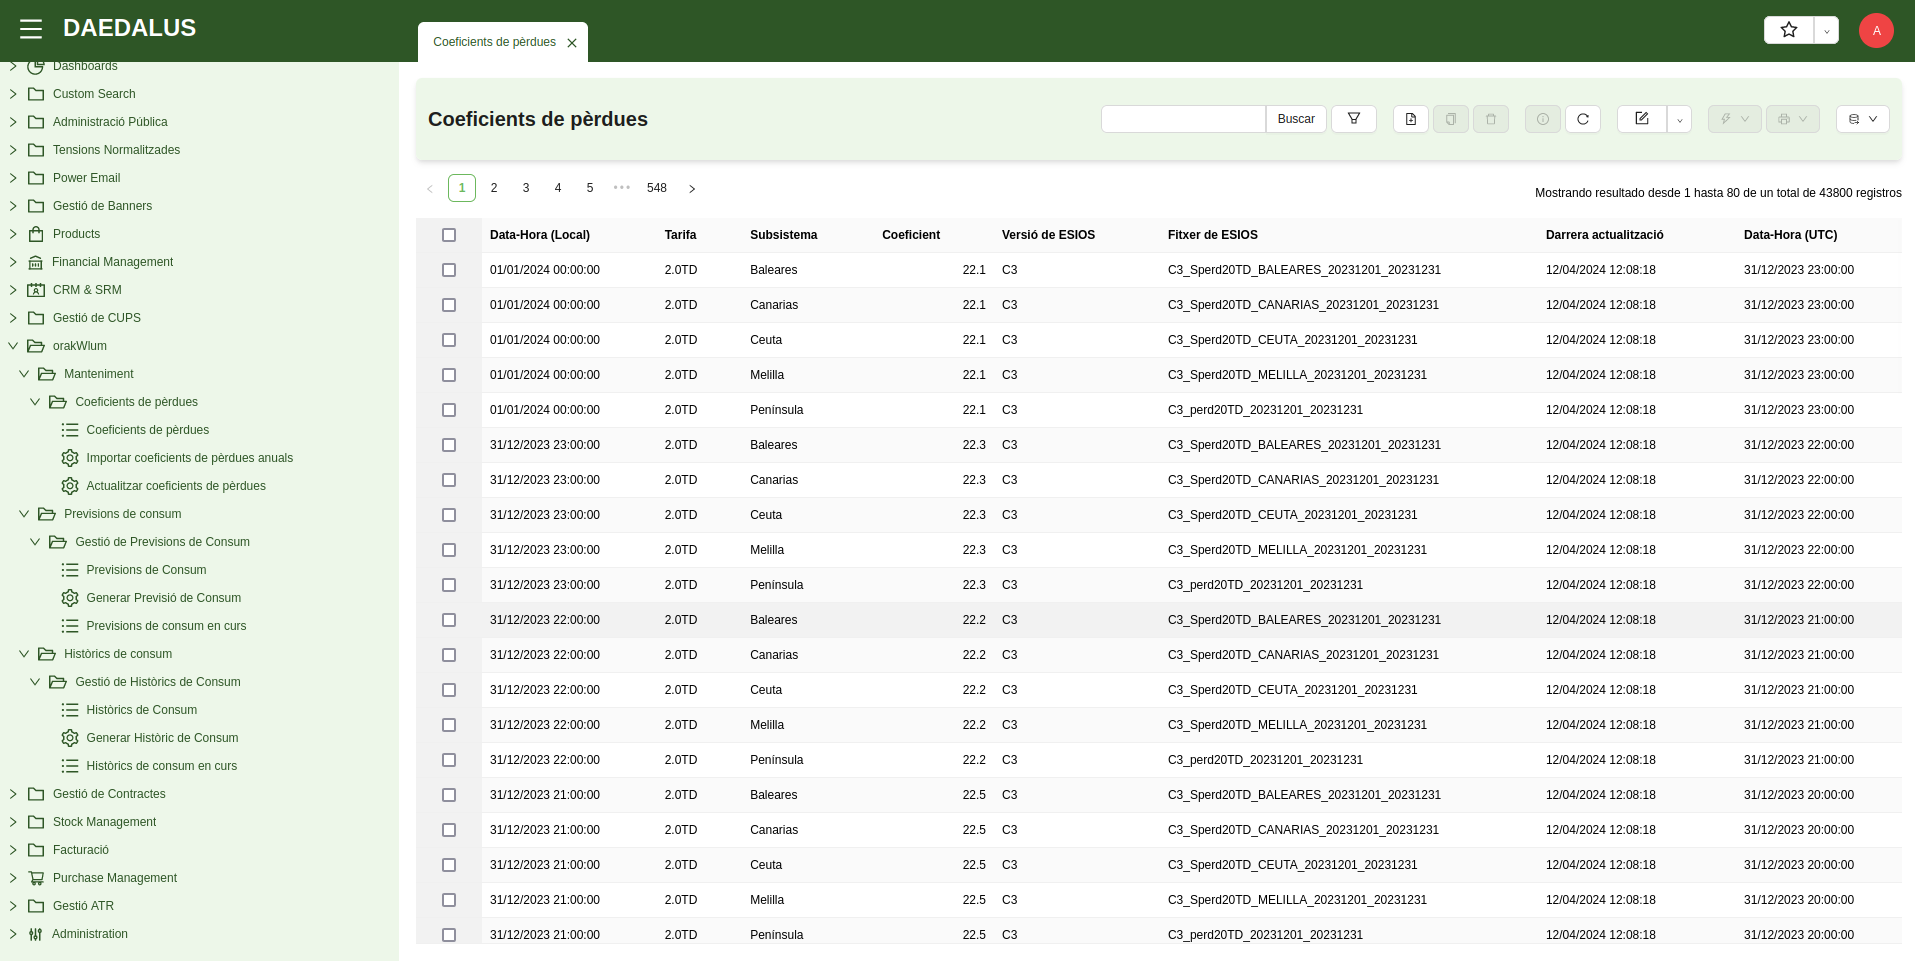 DAEDALUS
Coeficients de pèrdues
A
Dashboards
Custom Search
Administració Pública
Tensions Normalitzades
Power Email
Gestió de Banners
Products
Financial Management
CRM & SRM
Gestió de CUPS
orakWlum
Manteniment
Coeficients de pèrdues
Coeficients de pèrdues
Importar coeficients de pèrdues anuals
Actualitzar coeficients de pèrdues
Previsions de consum
Gestió de Previsions de Consum
Previsions de Consum
Generar Previsió de Consum
Previsions de consum en curs
Històrics de consum
Gestió de Històrics de Consum
Històrics de Consum
Generar Històric de Consum
Històrics de consum en curs
Gestió de Contractes
Stock Management
Facturació
Purchase Management
Gestió ATR
Administration
Coeficients de pèrdues
Buscar
1 2 3 4 5 ••• 548
Mostrando resultado desde 1 hasta 80 de un total de 43800 registros
Data-Hora (Local) Tarifa Subsistema Coeficient Versió de ESIOS Fitxer de ESIOS Darrera actualització Data-Hora (UTC)
01/01/2024 00:00:00 2.0TD Baleares 22.1 C3 C3_Sperd20TD_BALEARES_20231201_20231231 12/04/2024 12:08:18 31/12/2023 23:00:00
01/01/2024 00:00:00 2.0TD Canarias 22.1 C3 C3_Sperd20TD_CANARIAS_20231201_20231231 12/04/2024 12:08:18 31/12/2023 23:00:00
01/01/2024 00:00:00 2.0TD Ceuta 22.1 C3 C3_Sperd20TD_CEUTA_20231201_20231231 12/04/2024 12:08:18 31/12/2023 23:00:00
01/01/2024 00:00:00 2.0TD Melilla 22.1 C3 C3_Sperd20TD_MELILLA_20231201_20231231 12/04/2024 12:08:18 31/12/2023 23:00:00
01/01/2024 00:00:00 2.0TD Península 22.1 C3 C3_perd20TD_20231201_20231231 12/04/2024 12:08:18 31/12/2023 23:00:00
31/12/2023 23:00:00 2.0TD Baleares 22.3 C3 C3_Sperd20TD_BALEARES_20231201_20231231 12/04/2024 12:08:18 31/12/2023 22:00:00
31/12/2023 23:00:00 2.0TD Canarias 22.3 C3 C3_Sperd20TD_CANARIAS_20231201_20231231 12/04/2024 12:08:18 31/12/2023 22:00:00
31/12/2023 23:00:00 2.0TD Ceuta 22.3 C3 C3_Sperd20TD_CEUTA_20231201_20231231 12/04/2024 12:08:18 31/12/2023 22:00:00
31/12/2023 23:00:00 2.0TD Melilla 22.3 C3 C3_Sperd20TD_MELILLA_20231201_20231231 12/04/2024 12:08:18 31/12/2023 22:00:00
31/12/2023 23:00:00 2.0TD Península 22.3 C3 C3_perd20TD_20231201_20231231 12/04/2024 12:08:18 31/12/2023 22:00:00
31/12/2023 22:00:00 2.0TD Baleares 22.2 C3 C3_Sperd20TD_BALEARES_20231201_20231231 12/04/2024 12:08:18 31/12/2023 21:00:00
31/12/2023 22:00:00 2.0TD Canarias 22.2 C3 C3_Sperd20TD_CANARIAS_20231201_20231231 12/04/2024 12:08:18 31/12/2023 21:00:00
31/12/2023 22:00:00 2.0TD Ceuta 22.2 C3 C3_Sperd20TD_CEUTA_20231201_20231231 12/04/2024 12:08:18 31/12/2023 21:00:00
31/12/2023 22:00:00 2.0TD Melilla 22.2 C3 C3_Sperd20TD_MELILLA_20231201_20231231 12/04/2024 12:08:18 31/12/2023 21:00:00
31/12/2023 22:00:00 2.0TD Península 22.2 C3 C3_perd20TD_20231201_20231231 12/04/2024 12:08:18 31/12/2023 21:00:00
31/12/2023 21:00:00 2.0TD Baleares 22.5 C3 C3_Sperd20TD_BALEARES_20231201_20231231 12/04/2024 12:08:18 31/12/2023 20:00:00
31/12/2023 21:00:00 2.0TD Canarias 22.5 C3 C3_Sperd20TD_CANARIAS_20231201_20231231 12/04/2024 12:08:18 31/12/2023 20:00:00
31/12/2023 21:00:00 2.0TD Ceuta 22.5 C3 C3_Sperd20TD_CEUTA_20231201_20231231 12/04/2024 12:08:18 31/12/2023 20:00:00
31/12/2023 21:00:00 2.0TD Melilla 22.5 C3 C3_Sperd20TD_MELILLA_20231201_20231231 12/04/2024 12:08:18 31/12/2023 20:00:00
31/12/2023 21:00:00 2.0TD Península 22.5 C3 C3_perd20TD_20231201_20231231 12/04/2024 12:08:18 31/12/2023 20:00:00